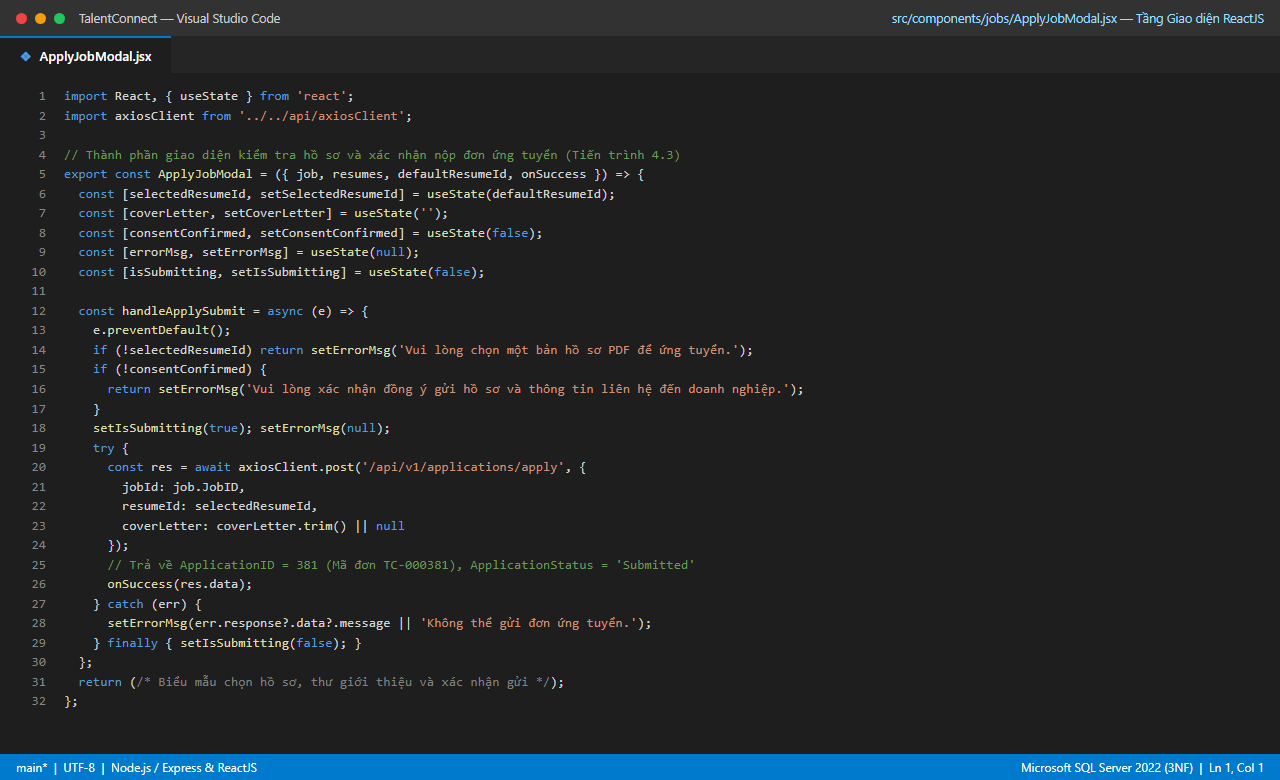 TalentConnect — Visual Studio Code
src/components/jobs/ApplyJobModal.jsx — Tầng Giao diện ReactJS
ApplyJobModal.jsx
1 import React, { useState } from 'react';
2 import axiosClient from '../../api/axiosClient';
3
4 // Thành phần giao diện kiểm tra hồ sơ và xác nhận nộp đơn ứng tuyển (Tiến trình 4.3)
5 export const ApplyJobModal = ({ job, resumes, defaultResumeId, onSuccess }) => {
6   const [selectedResumeId, setSelectedResumeId] = useState(defaultResumeId);
7   const [coverLetter, setCoverLetter] = useState('');
8   const [consentConfirmed, setConsentConfirmed] = useState(false);
9   const [errorMsg, setErrorMsg] = useState(null);
10   const [isSubmitting, setIsSubmitting] = useState(false);
11
12   const handleApplySubmit = async (e) => {
13     e.preventDefault();
14     if (!selectedResumeId) return setErrorMsg('Vui lòng chọn một bản hồ sơ PDF để ứng tuyển.');
15     if (!consentConfirmed) {
16       return setErrorMsg('Vui lòng xác nhận đồng ý gửi hồ sơ và thông tin liên hệ đến doanh nghiệp.');
17     }
18     setIsSubmitting(true); setErrorMsg(null);
19     try {
20       const res = await axiosClient.post('/api/v1/applications/apply', {
21         jobId: job.JobID,
22         resumeId: selectedResumeId,
23         coverLetter: coverLetter.trim() || null
24       });
25       // Trả về ApplicationID = 381 (Mã đơn TC-000381), ApplicationStatus = 'Submitted'
26       onSuccess(res.data);
27     } catch (err) {
28       setErrorMsg(err.response?.data?.message || 'Không thể gửi đơn ứng tuyển.');
29     } finally { setIsSubmitting(false); }
30   };
31   return (/* Biểu mẫu chọn hồ sơ, thư giới thiệu và xác nhận gửi */);
32 };
main* | UTF-8 | Node.js / Express & ReactJS
Microsoft SQL Server 2022 (3NF) | Ln 1, Col 1